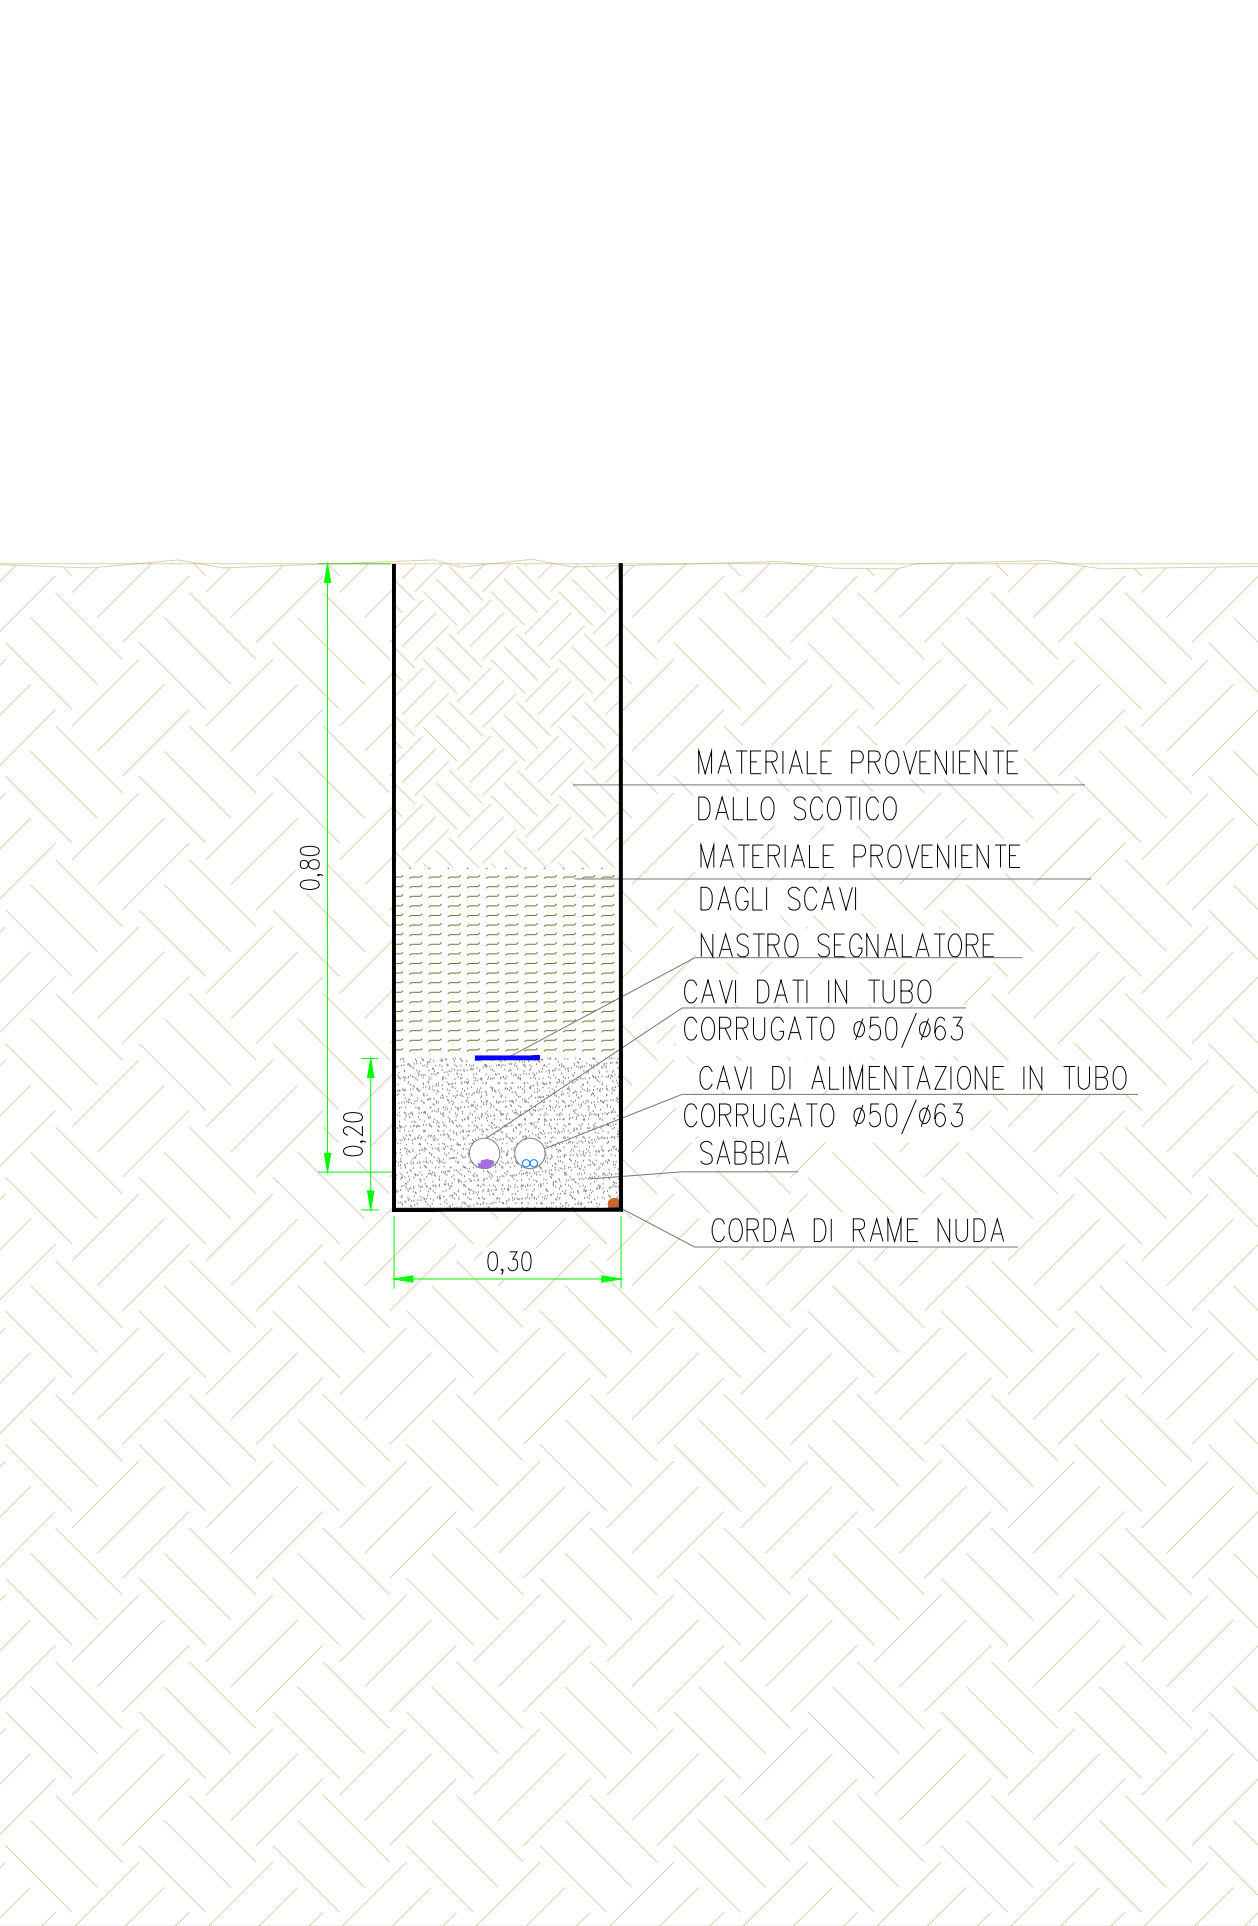 MATERIALE PROVENIENTE
DALLO SCOTICO
MATERIALE PROVENIENTE
DAGLI SCAVI
NASTRO SEGNALATORE
CAVI DATI IN TUBO
CORRUGATO ø50/ø63
CAVI DI ALIMENTAZIONE IN TUBO
CORRUGATO ø50/ø63
SABBIA
CORDA DI RAME NUDA
0,80
0,20
0,30